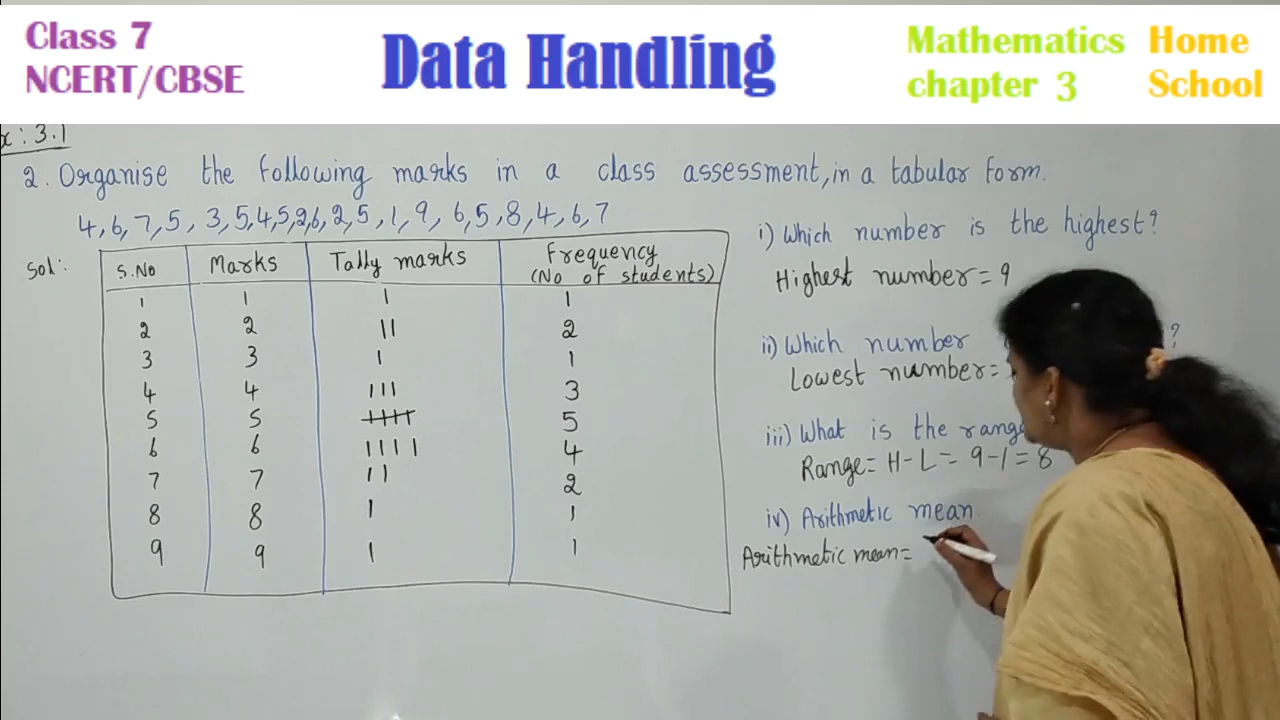 Class 7
NCERT/CBSE
Data Handling
Mathematics
chapter 3
Home
School
: 3.1
2. Organise the following marks in a class assessment, in a tabular form.
4, 6, 7, 5, 3, 5, 4, 5, 2, 6, 2, 5, 1, 9, 6, 5, 8, 4, 6, 7
Sol:
S.No Marks Tally marks Frequency (No of students)
1 1 | 1
2 2 || 2
3 3 | 1
4 4 ||| 3
5 5 5
6 6 |||| 4
7 7 || 2
8 8 | 1
9 9 | 1
i) Which number is the highest?
Highest number = 9
ii) Which number ?
Lowest number =
iii) What is the
Range = H - L = 9 - 1 = 8
iv) Arithmetic mean.
Arithmetic mean =